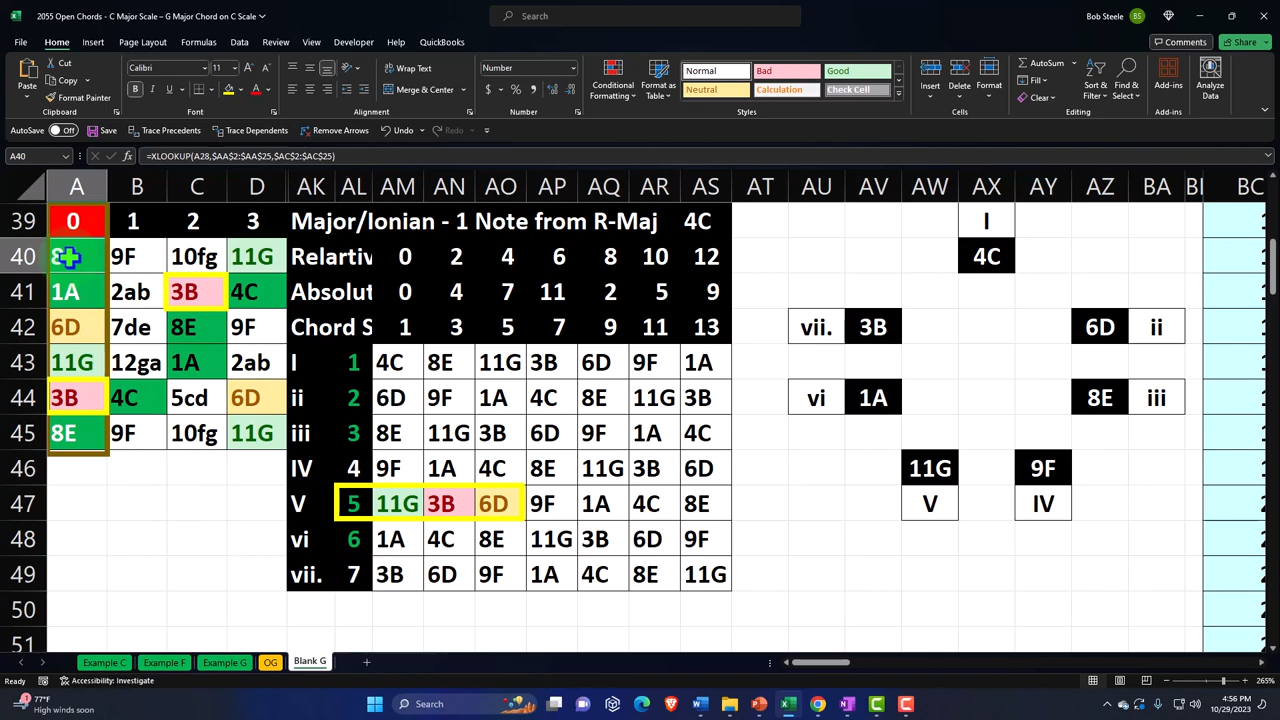 2055 Open Chords - C Major Scale – G Major Chord on C Scale
Search
Bob Steele BS
File Home Insert Page Layout Formulas Data Review View Developer Automate Help QuickBooks
Comments Share
Paste Cut Copy Format Painter
Calibri 11
B I U
Wrap Text
Merge & Center
Number
$ % ,
Conditional Formatting
Format as Table
Normal Bad Good
Neutral Calculation Check Cell
Insert Delete Format
AutoSum Fill Clear
Sort & Filter
Find & Select
Add-ins
Analyze Data
Clipboard Font Alignment Number Styles Cells Editing Add-ins
AutoSave Off Save Trace Precedents Trace Dependents Remove Arrows Undo Redo
A40 fx =XLOOKUP(A28,$AA$2:$AA$25,$AC$2:$AC$25)
A B C D AK AL AM AN AO AP AQ AR AS AT AU AV AW AX AY AZ BA BI BC
39 0 1 2 3 Major/Ionian - 1 Note from R-Maj 4C I
40 8 9F 10fg 11G Relartiv 0 2 4 6 8 10 12 4C
41 1A 2ab 3B 4C Absolut 0 4 7 11 2 5 9
42 6D 7de 8E 9F Chord S 1 3 5 7 9 11 13 vii. 3B 6D ii
43 11G 12ga 1A 2ab I 1 4C 8E 11G 3B 6D 9F 1A
44 3B 4C 5cd 6D ii 2 6D 9F 1A 4C 8E 11G 3B vi 1A 8E iii
45 8E 9F 10fg 11G iii 3 8E 11G 3B 6D 9F 1A 4C
46 IV 4 9F 1A 4C 8E 11G 3B 6D 11G 9F
47 V 5 11G 3B 6D 9F 1A 4C 8E V IV
48 vi 6 1A 4C 8E 11G 3B 6D 9F
49 vii. 7 3B 6D 9F 1A 4C 8E 11G
50
51
Example C Example F Example G OG Blank G
Ready Accessibility: Investigate 265%
77°F
High winds soon
Search
4:56 PM
10/29/2023